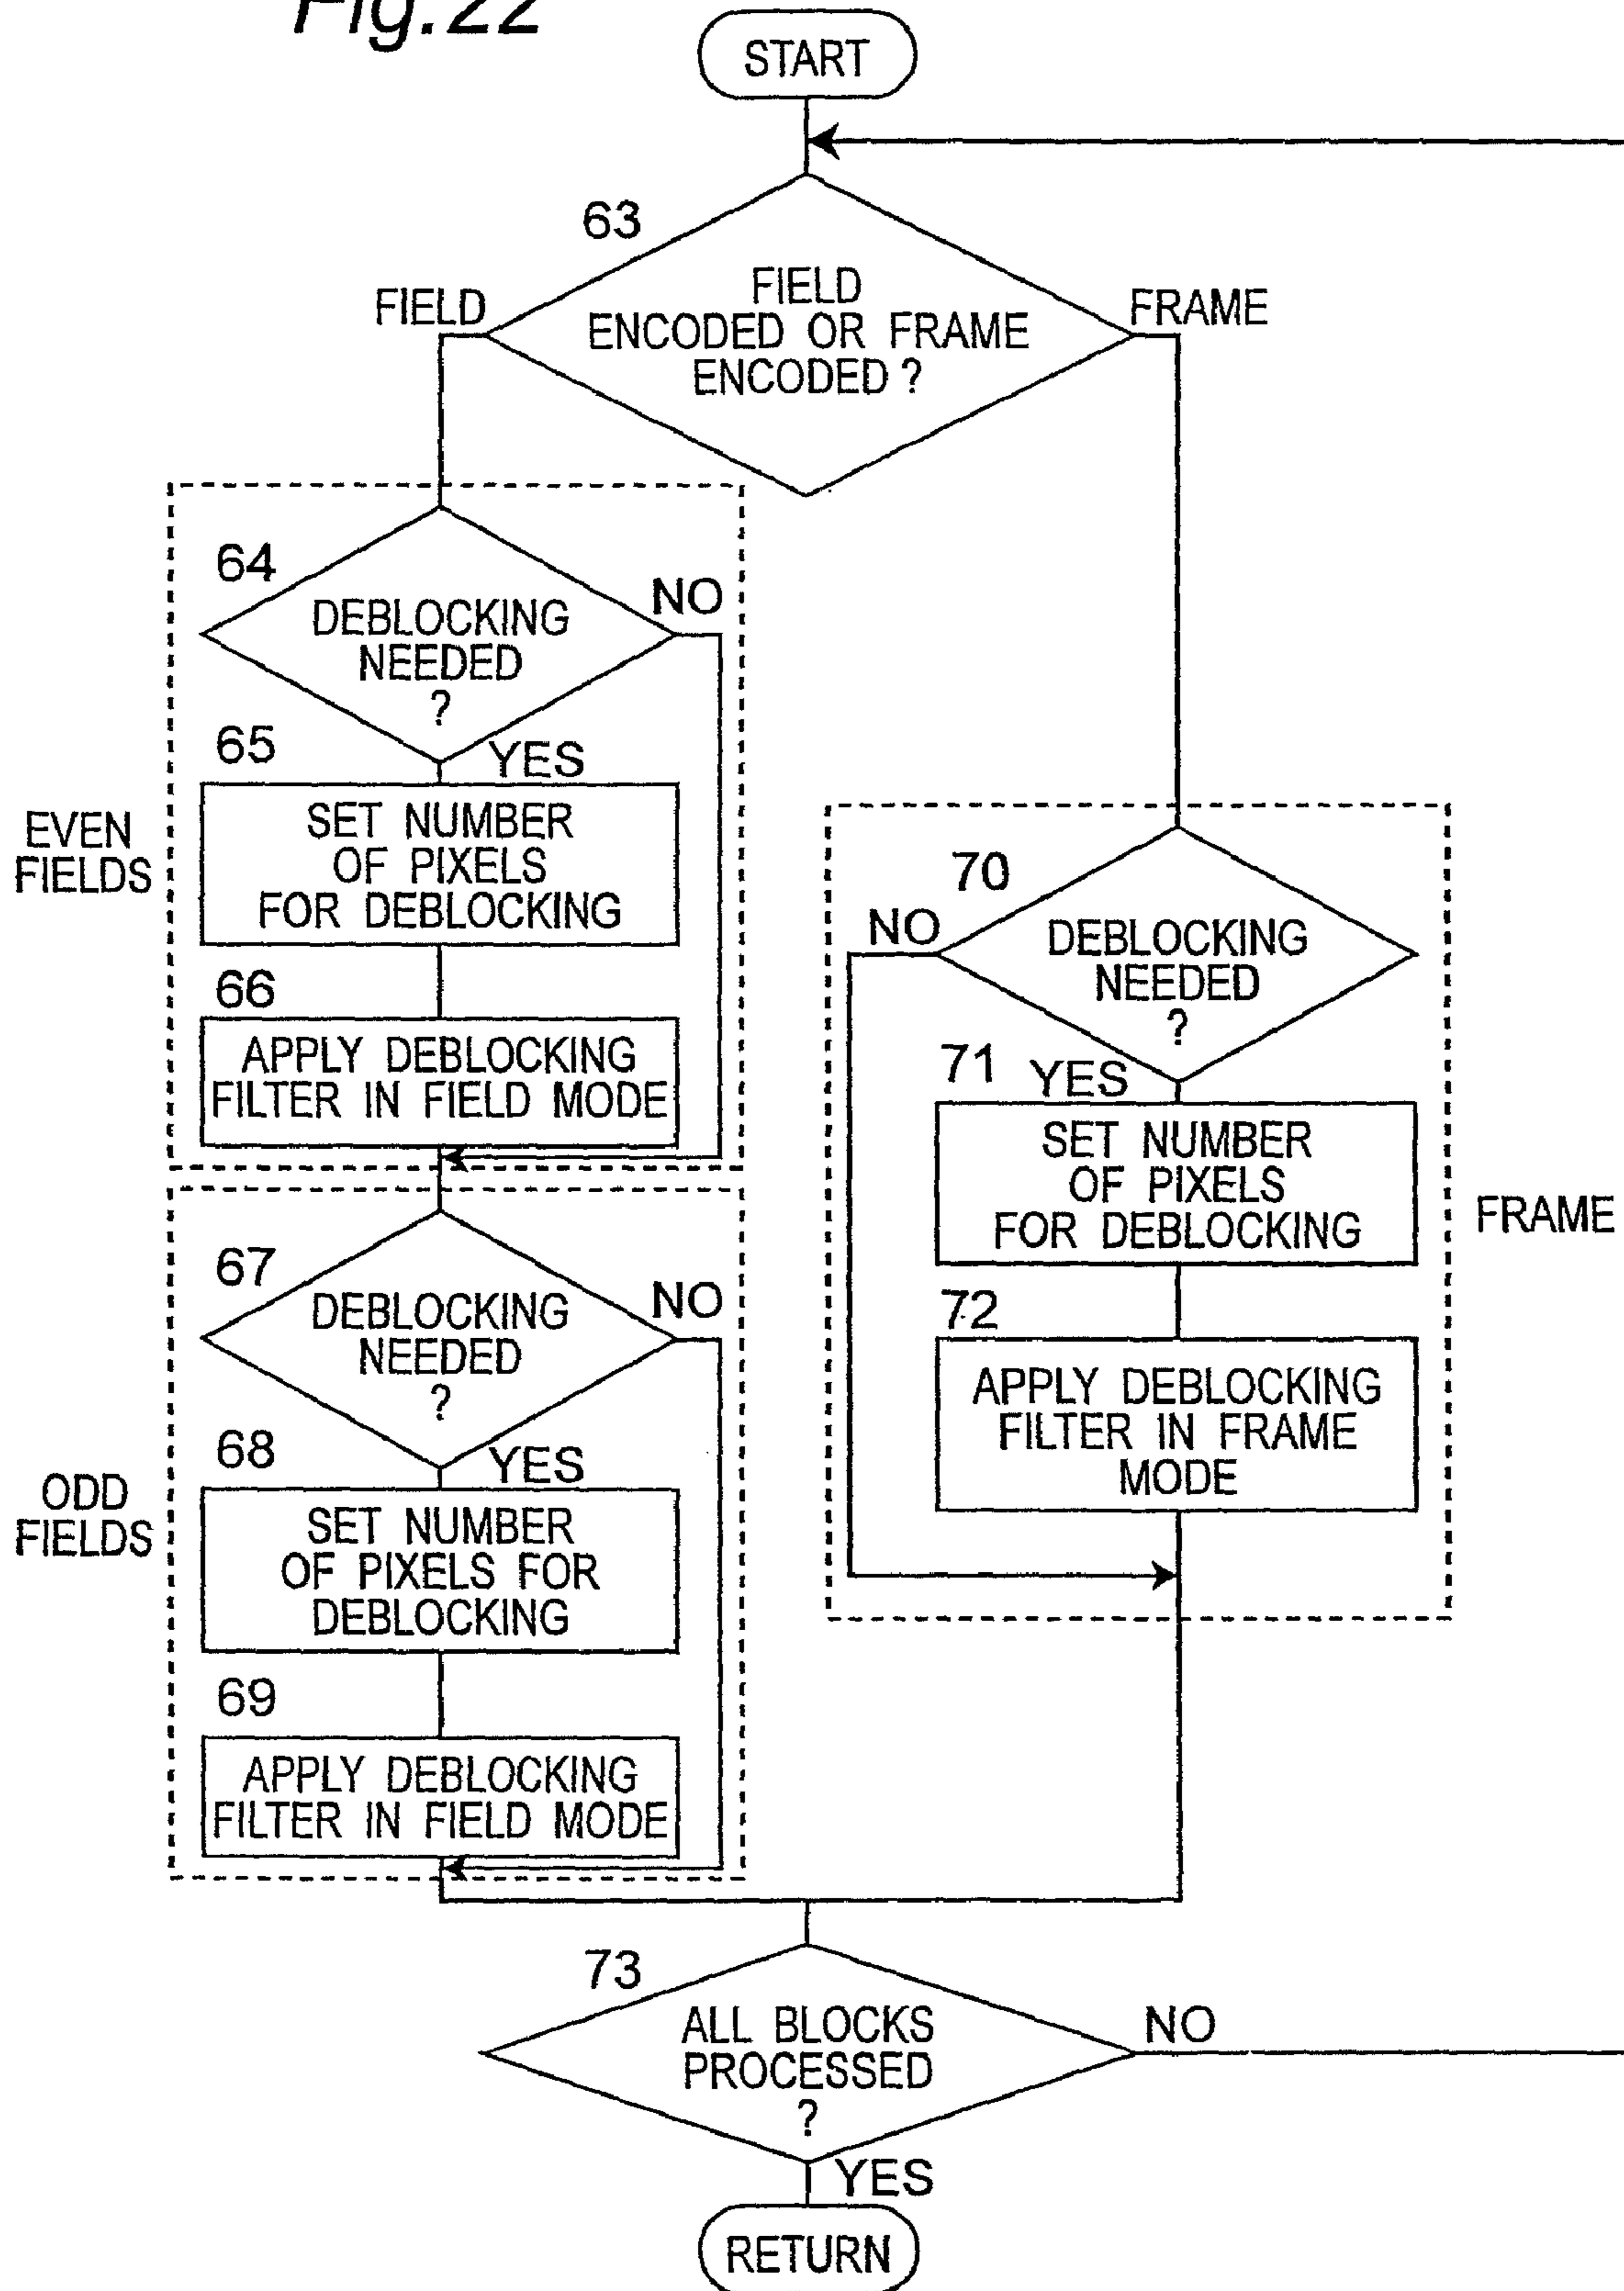 Fig.22
START
63
FIELD
ENCODED OR FRAME
ENCODED ?
FIELD
FRAME
64
DEBLOCKING
NEEDED
?
NO
YES
65
SET NUMBER
OF PIXELS
FOR DEBLOCKING
EVEN
FIELDS
66
APPLY DEBLOCKING
FILTER IN FIELD MODE
67
DEBLOCKING
NEEDED
?
NO
YES
68
SET NUMBER
OF PIXELS FOR
DEBLOCKING
ODD
FIELDS
69
APPLY DEBLOCKING
FILTER IN FIELD MODE
70
DEBLOCKING
NEEDED
?
NO
YES
71
SET NUMBER
OF PIXELS
FOR DEBLOCKING
FRAME
72
APPLY DEBLOCKING
FILTER IN FRAME
MODE
73
ALL BLOCKS
PROCESSED
?
NO
YES
RETURN